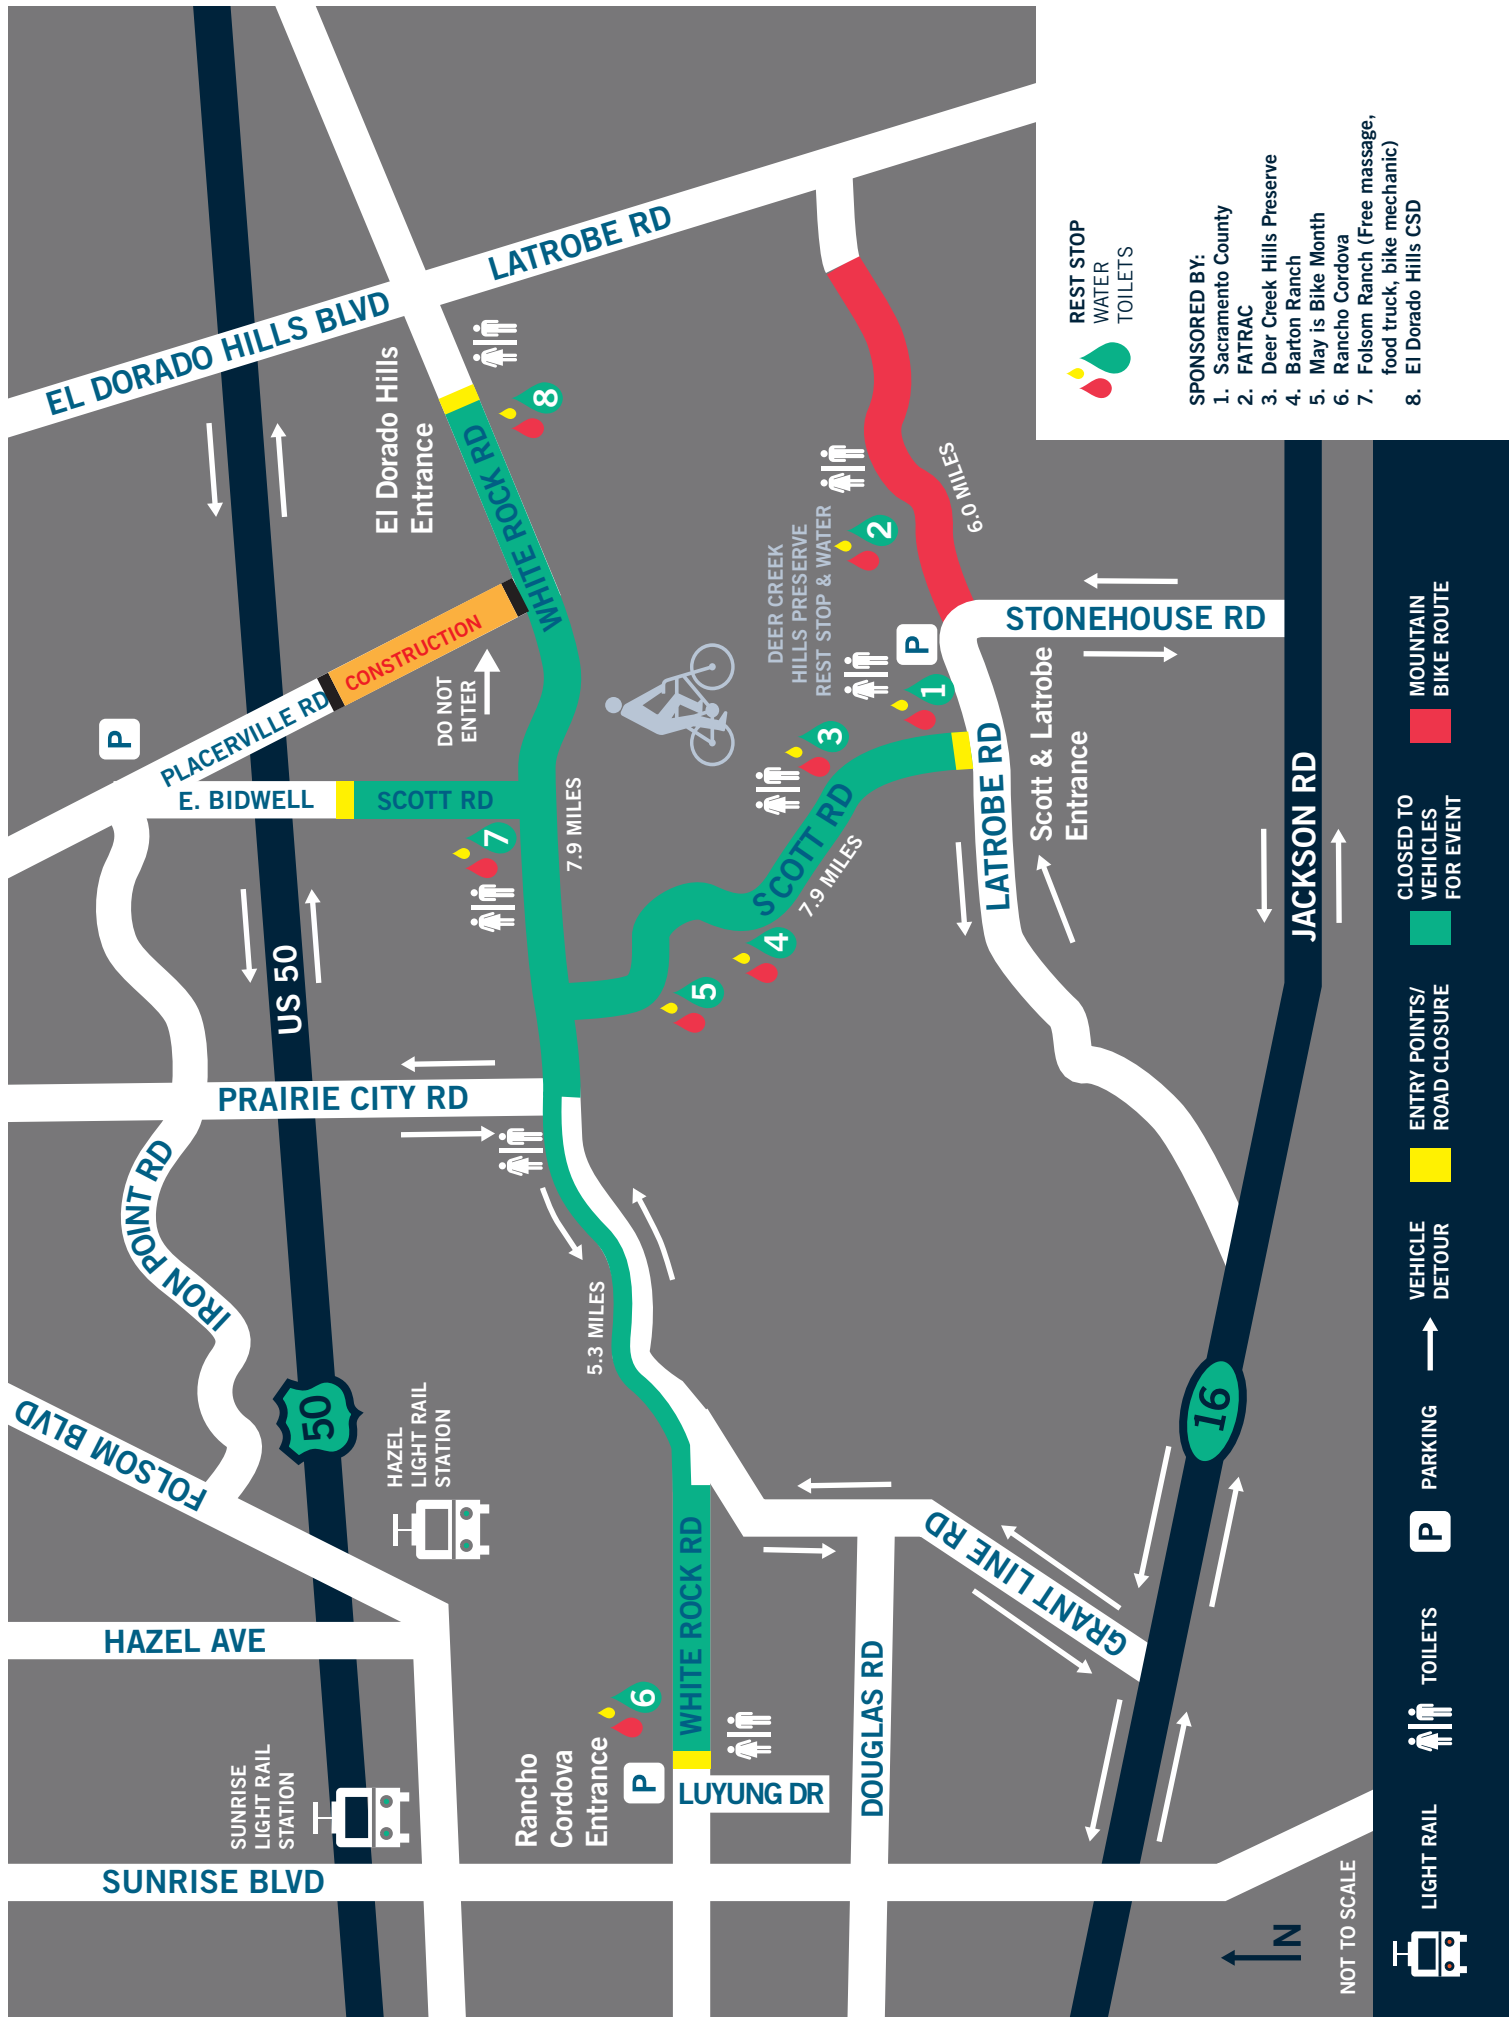 EL DORADO HILLS BLVD
LATROBE RD
El Dorado Hills
Entrance
8
WHITE ROCK RD
P
PLACERVILLE RD
CONSTRUCTION
DO NOT
ENTER
E. BIDWELL
SCOTT RD
7
7.9 MILES
US 50
PRAIRIE CITY RD
IRON POINT RD
FOLSOM BLVD
50
HAZEL
LIGHT RAIL
STATION
HAZEL AVE
SUNRISE
LIGHT RAIL
STATION
SUNRISE BLVD
5.3 MILES
WHITE ROCK RD
6
Rancho
Cordova
Entrance
P
LUYUNG DR
DOUGLAS RD
GRANT LINE RD
16
JACKSON RD
DEER CREEK
HILLS PRESERVE
REST STOP & WATER
2
6.0 MILES
P
1
3
SCOTT RD
7.9 MILES
4
5
STONEHOUSE RD
LATROBE RD
Scott & Latrobe
Entrance
REST STOP
WATER
TOILETS
SPONSORED BY:
1. Sacramento County
2. FATRAC
3. Deer Creek Hills Preserve
4. Barton Ranch
5. May is Bike Month
6. Rancho Cordova
7. Folsom Ranch (Free massage,
food truck, bike mechanic)
8. El Dorado Hills CSD
N
NOT TO SCALE
LIGHT RAIL
TOILETS
P
PARKING
VEHICLE
DETOUR
ENTRY POINTS/
ROAD CLOSURE
CLOSED TO
VEHICLES
FOR EVENT
MOUNTAIN
BIKE ROUTE